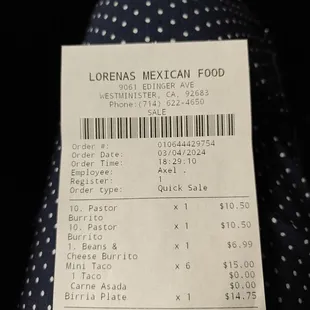 LORENAS MEXICAN FOOD
9061 EDINGER AVE
WESTMINISTER, CA. 92683
Phone:(714) 622-4650
SALE
Order #: 010644429754
Order Date: 03/04/2024
Order Time: 18:29:10
Employee: Axel .
Register: 1
Order type: Quick Sale
10. Pastor x 1 $10.50
Burrito
10. Pastor x 1 $10.50
Burrito
1. Beans & x 1 $6.99
Cheese Burrito
Mini Taco x 6 $15.00
1 Taco $0.00
Carne Asada $0.00
Birria Plate x 1 $14.75